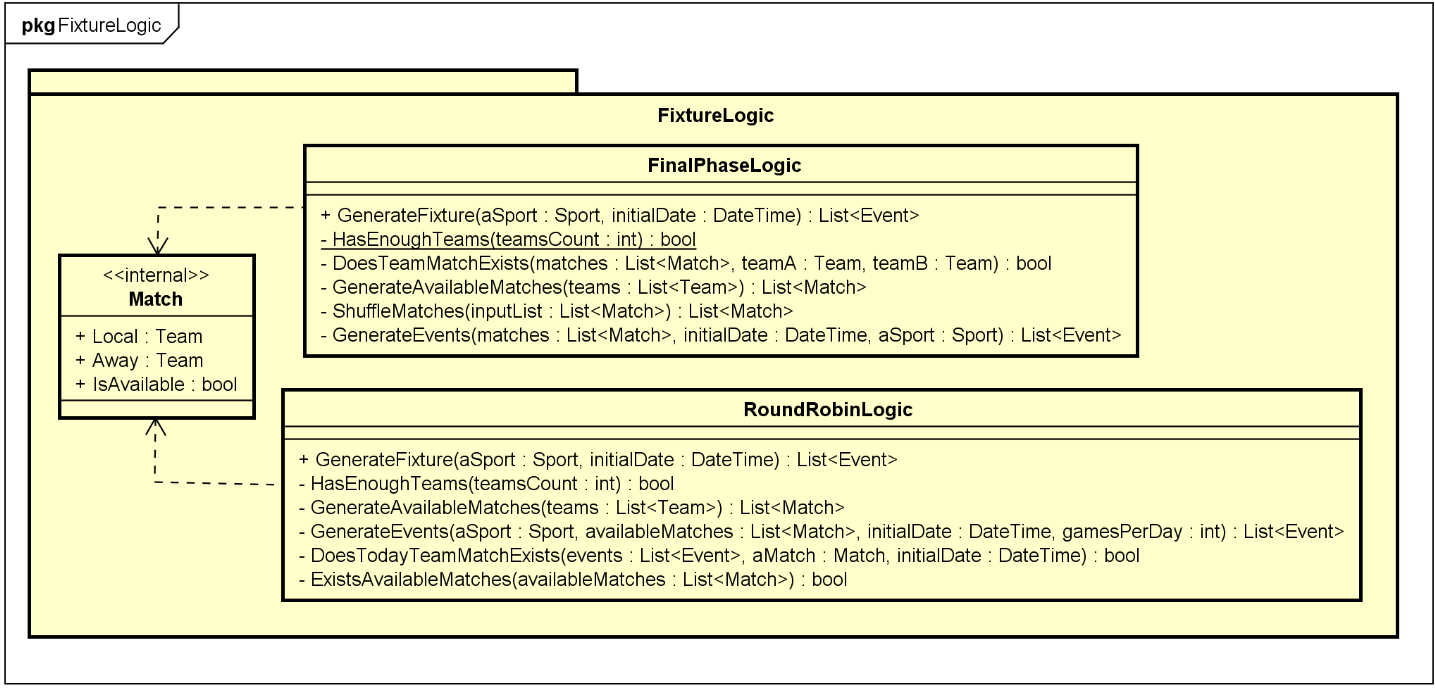 pkg FixtureLogic
FixtureLogic
FinalPhaseLogic
+ GenerateFixture(aSport : Sport, initialDate : DateTime) : List<Event>
- HasEnoughTeams(teamsCount : int) : bool
- DoesTeamMatchExists(matches : List<Match>, teamA : Team, teamB : Team) : bool
- GenerateAvailableMatches(teams : List<Team>) : List<Match>
- ShuffleMatches(inputList : List<Match>) : List<Match>
- GenerateEvents(matches : List<Match>, initialDate : DateTime, aSport : Sport) : List<Event>
<<internal>>
Match
+ Local : Team
+ Away : Team
+ IsAvailable : bool
RoundRobinLogic
+ GenerateFixture(aSport : Sport, initialDate : DateTime) : List<Event>
- HasEnoughTeams(teamsCount : int) : bool
- GenerateAvailableMatches(teams : List<Team>) : List<Match>
- GenerateEvents(aSport : Sport, availableMatches : List<Match>, initialDate : DateTime, gamesPerDay : int) : List<Event>
- DoesTodayTeamMatchExists(events : List<Event>, aMatch : Match, initialDate : DateTime) : bool
- ExistsAvailableMatches(availableMatches : List<Match>) : bool